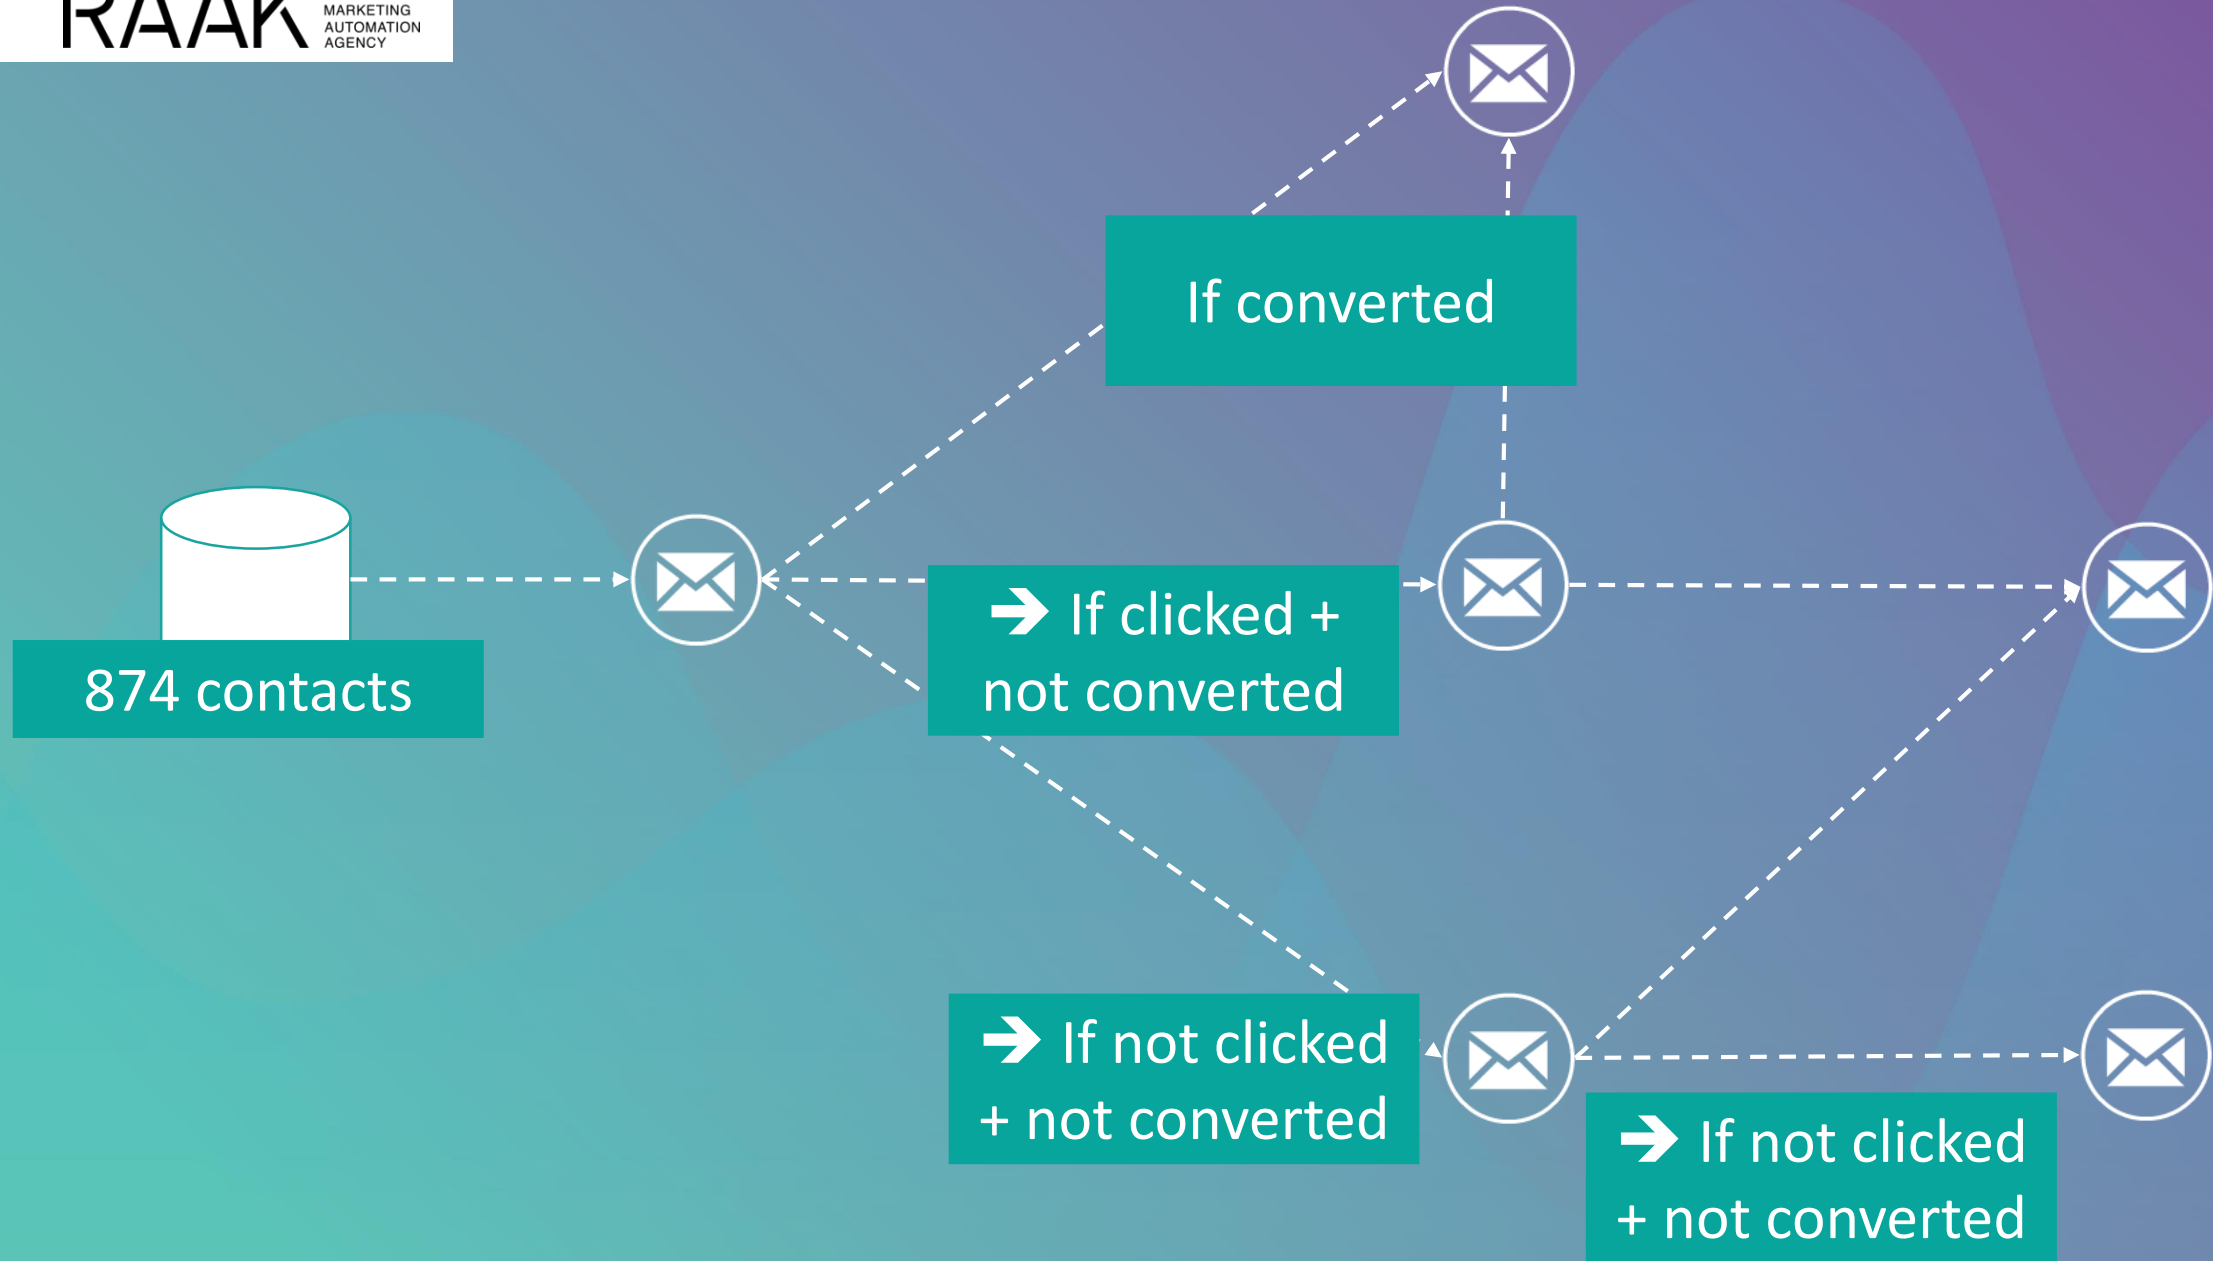 RAAK
MARKETING
AUTOMATION
AGENCY
If converted
➔ If clicked +
not converted
874 contacts
➔ If not clicked
+ not converted
➔ If not clicked
+ not converted